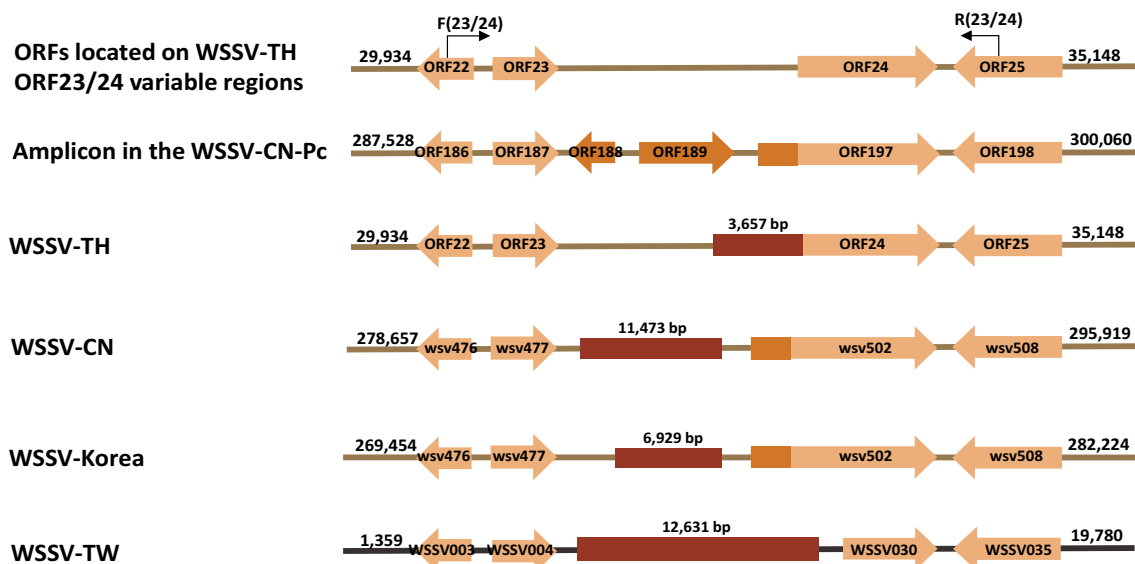 F(23/24)
R(23/24)
ORFs located on WSSV-TH
ORF23/24 variable regions
29,934
ORF22
ORF23
ORF24
ORF25
35,148
Amplicon in the WSSV-CN-Pc
287,528
ORF186
ORF187
ORF188
ORF189
ORF197
ORF198
300,060
WSSV-TH
29,934
ORF22
ORF23
3,657 bp
ORF24
ORF25
35,148
WSSV-CN
278,657
wsv476
wsv477
11,473 bp
wsv502
wsv508
295,919
WSSV-Korea
269,454
wsv476
wsv477
6,929 bp
wsv502
wsv508
282,224
WSSV-TW
1,359
WSSV003
WSSV004
12,631 bp
WSSV030
WSSV035
19,780